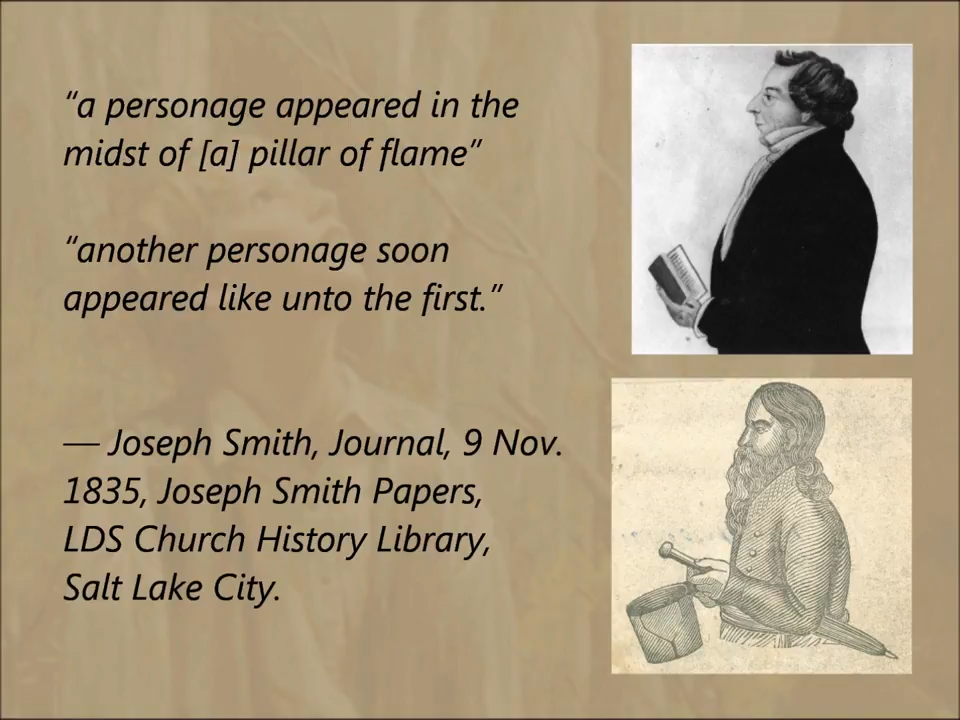 “a personage appeared in the
midst of [a] pillar of flame”
“another personage soon
appeared like unto the first.”
— Joseph Smith, Journal, 9 Nov.
1835, Joseph Smith Papers,
LDS Church History Library,
Salt Lake City.